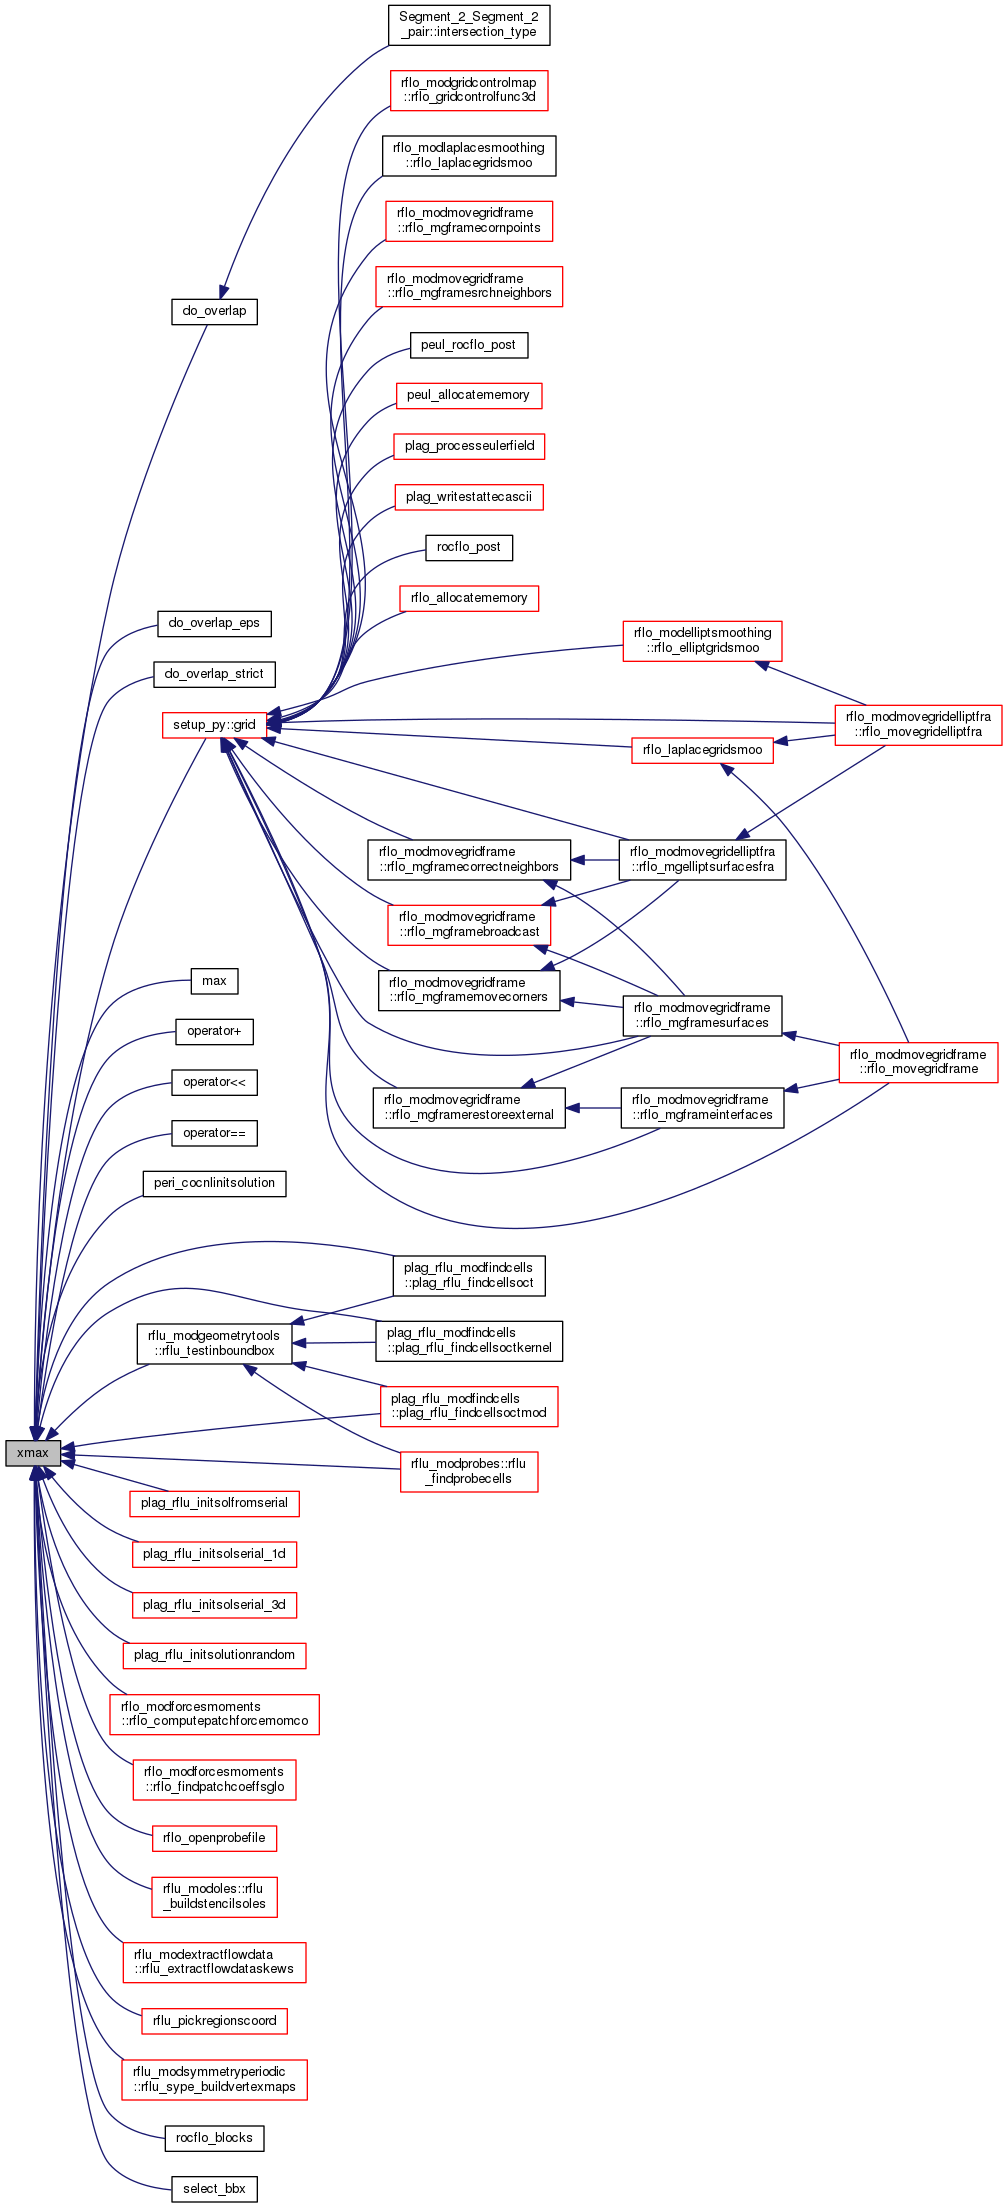 Segment_2_Segment_2
_pair::intersection_type
rflo_modgridcontrolmap
::rflo_gridcontrolfunc3d
rflo_modlaplacesmoothing
::rflo_laplacegridsmoo
rflo_modmovegridframe
::rflo_mgframecornpoints
rflo_modmovegridframe
::rflo_mgframesrchneighbors
do_overlap
peul_rocflo_post
peul_allocatememory
plag_processeulerfield
plag_writestattecascii
rocflo_post
rflo_allocatememory
do_overlap_eps
rflo_modelliptsmoothing
::rflo_elliptgridsmoo
do_overlap_strict
setup_py::grid
rflo_modmovegridelliptfra
::rflo_movegridelliptfra
rflo_laplacegridsmoo
rflo_modmovegridframe
::rflo_mgframecorrectneighbors
rflo_modmovegridelliptfra
::rflo_mgelliptsurfacesfra
rflo_modmovegridframe
::rflo_mgframebroadcast
max
rflo_modmovegridframe
::rflo_mgframemovecorners
rflo_modmovegridframe
::rflo_mgframesurfaces
operator+
rflo_modmovegridframe
::rflo_movegridframe
operator<<
rflo_modmovegridframe
::rflo_mgframerestoreexternal
rflo_modmovegridframe
::rflo_mgframeinterfaces
operator==
peri_cocnlinitsolution
plag_rflu_modfindcells
::plag_rflu_findcellsoct
rflu_modgeometrytools
::rflu_testinboundbox
plag_rflu_modfindcells
::plag_rflu_findcellsoctkernel
plag_rflu_modfindcells
::plag_rflu_findcellsoctmod
xmax
rflu_modprobes::rflu
_findprobecells
plag_rflu_initsolfromserial
plag_rflu_initsolserial_1d
plag_rflu_initsolserial_3d
plag_rflu_initsolutionrandom
rflo_modforcesmoments
::rflo_computepatchforcemomco
rflo_modforcesmoments
::rflo_findpatchcoeffsglo
rflo_openprobefile
rflu_modoles::rflu
_buildstencilsoles
rflu_modextractflowdata
::rflu_extractflowdataskews
rflu_pickregionscoord
rflu_modsymmetryperiodic
::rflu_sype_buildvertexmaps
rocflo_blocks
select_bbx